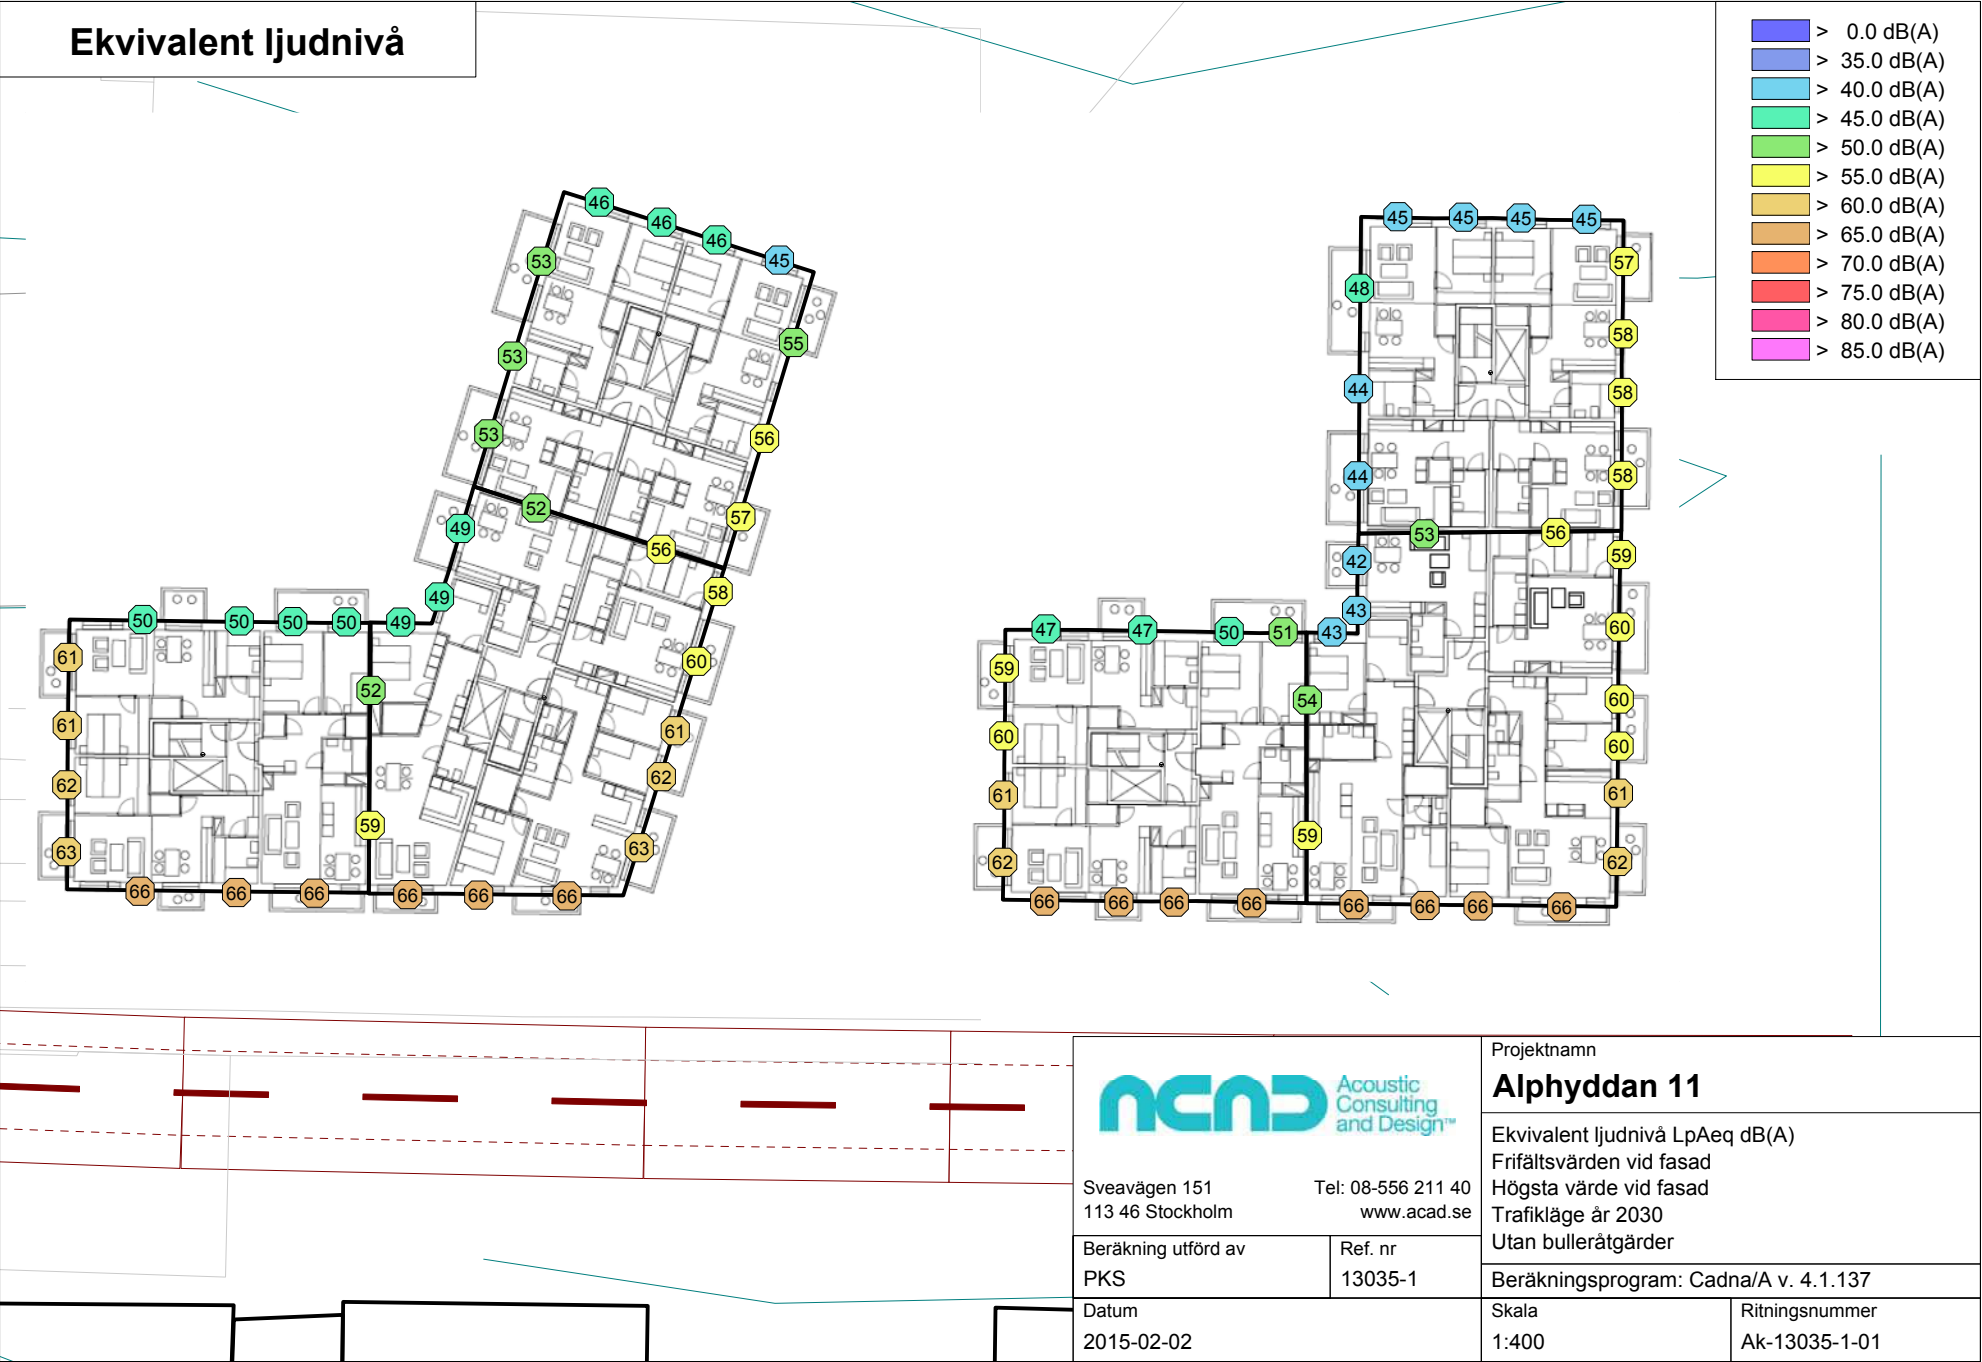 Ekvivalent ljudnivå
> 0.0 dB(A)
> 35.0 dB(A)
> 40.0 dB(A)
> 45.0 dB(A)
> 50.0 dB(A)
> 55.0 dB(A)
> 60.0 dB(A)
> 65.0 dB(A)
> 70.0 dB(A)
> 75.0 dB(A)
> 80.0 dB(A)
> 85.0 dB(A)
46
46
46
45
53
55
53
56
53
52
57
49
56
58
49
50
50
50
50
49
61
52
60
61
61
62
62
59
63
63
66
66
66
66
66
66
45
45
45
45
57
48
58
44
58
44
58
53
56
59
42
43
60
47
47
50
51
43
59
54
60
60
60
61
61
59
62
62
66
66
66
66
66
66
66
66
acad Acoustic
Consulting
and Design™
Sveavägen 151 Tel: 08-556 211 40
113 46 Stockholm www.acad.se
Beräkning utförd av
PKS
Ref. nr
13035-1
Datum
2015-02-02
Projektnamn
Alphyddan 11
Ekvivalent ljudnivå LpAeq dB(A)
Frifältsvärden vid fasad
Högsta värde vid fasad
Trafikläge år 2030
Utan bulleråtgärder
Beräkningsprogram: Cadna/A v. 4.1.137
Skala
1:400
Ritningsnummer
Ak-13035-1-01